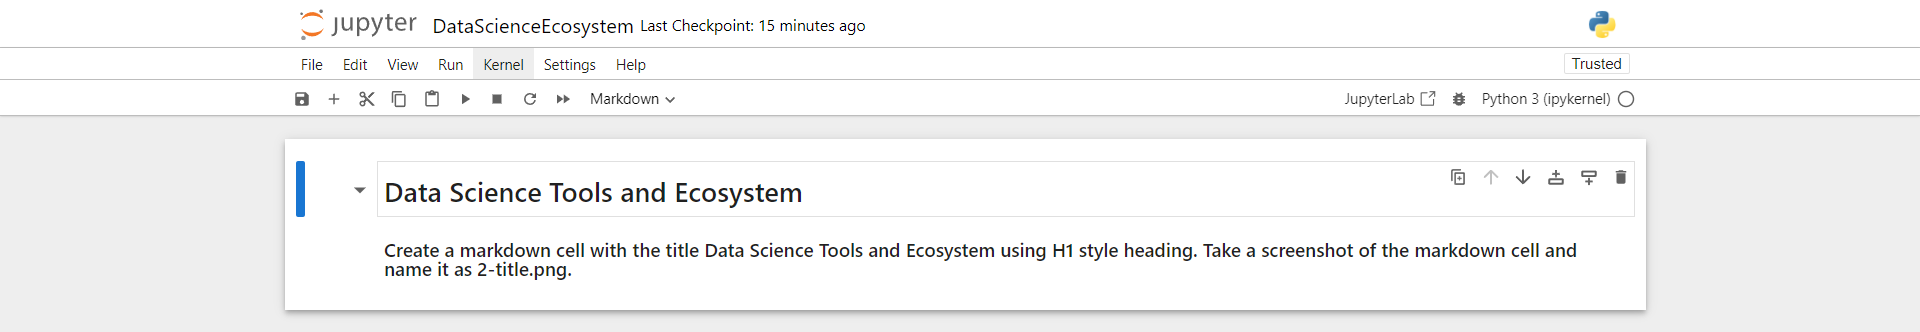 jupyter DataScienceEcosystem Last Checkpoint: 15 minutes ago
File Edit View Run Kernel Settings Help Trusted
Markdown JupyterLab Python 3 (ipykernel)
Data Science Tools and Ecosystem
Create a markdown cell with the title Data Science Tools and Ecosystem using H1 style heading. Take a screenshot of the markdown cell and
name it as 2-title.png.